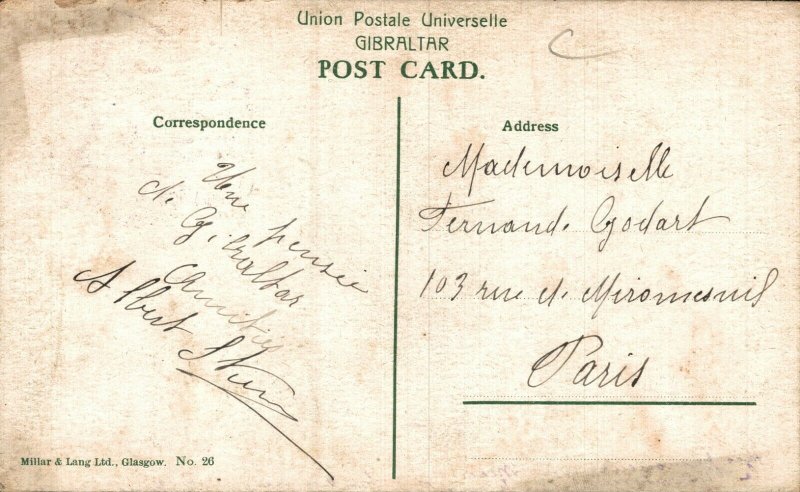 Union Postale Universelle
GIBRALTAR
POST CARD.
C
Correspondence
Address
Une pensée
de Gibraltar
Amitiés
Albert
Mademoiselle
Fernande Godart
103 rue de Miromesnil
Paris
Millar & Lang Ltd., Glasgow. No. 26